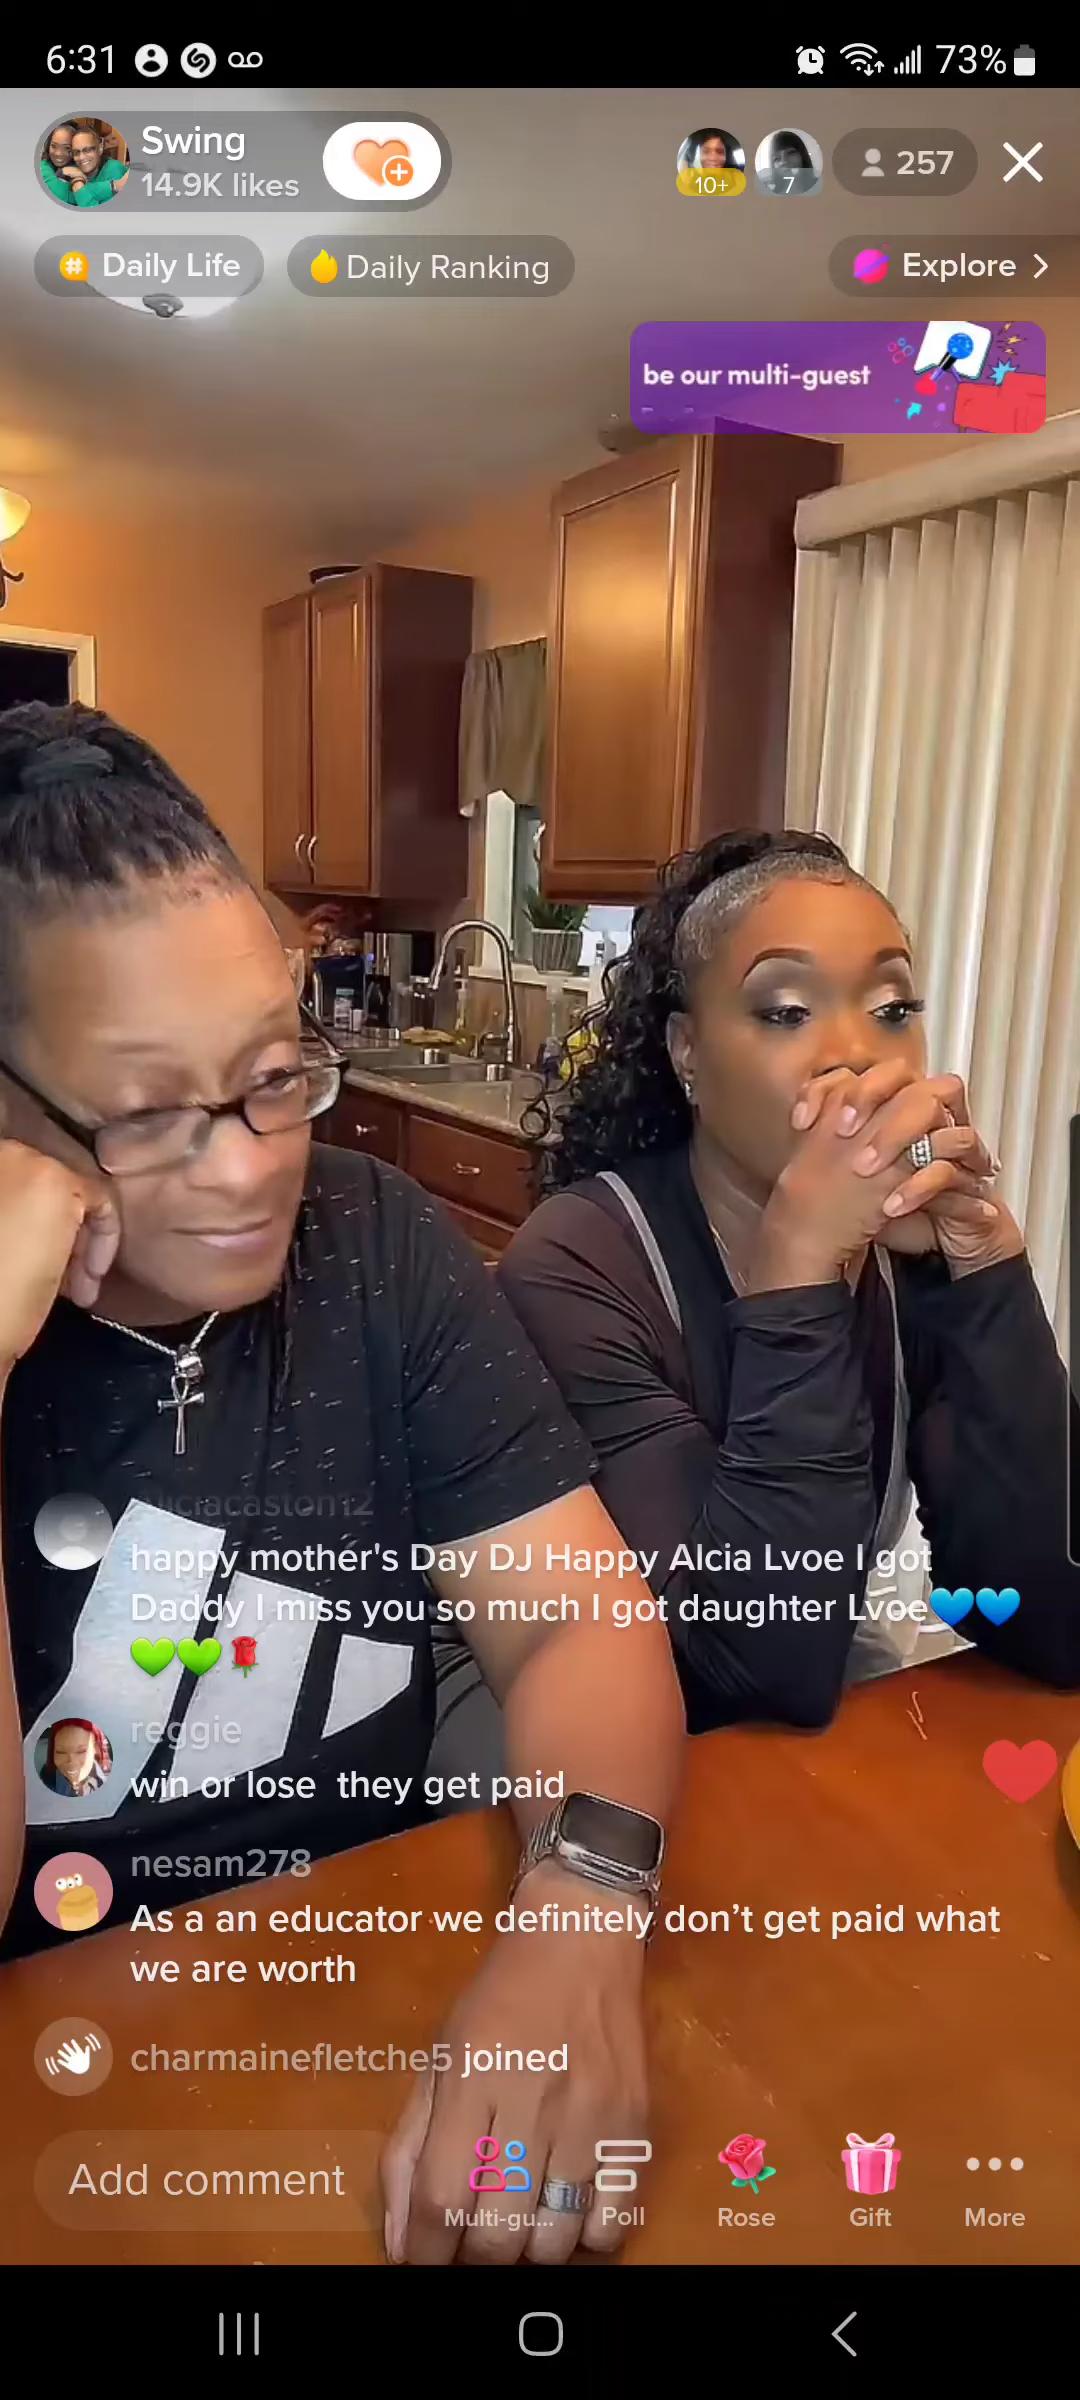 6:31
73%
Swing
14.9K likes
10+
7
257
Daily Life
Daily Ranking
Explore
be our multi-guest
happy mother's Day DJ Happy Alcia Lvoe I got
Daddy I miss you so much I got daughter Lvoe💙💙
💚💚🌹
reggie
win or lose they get paid
nesam278
As a an educator we definitely don’t get paid what
we are worth
charmainefletche5 joined
Add comment
Multi-gu...
Poll
Rose
Gift
More